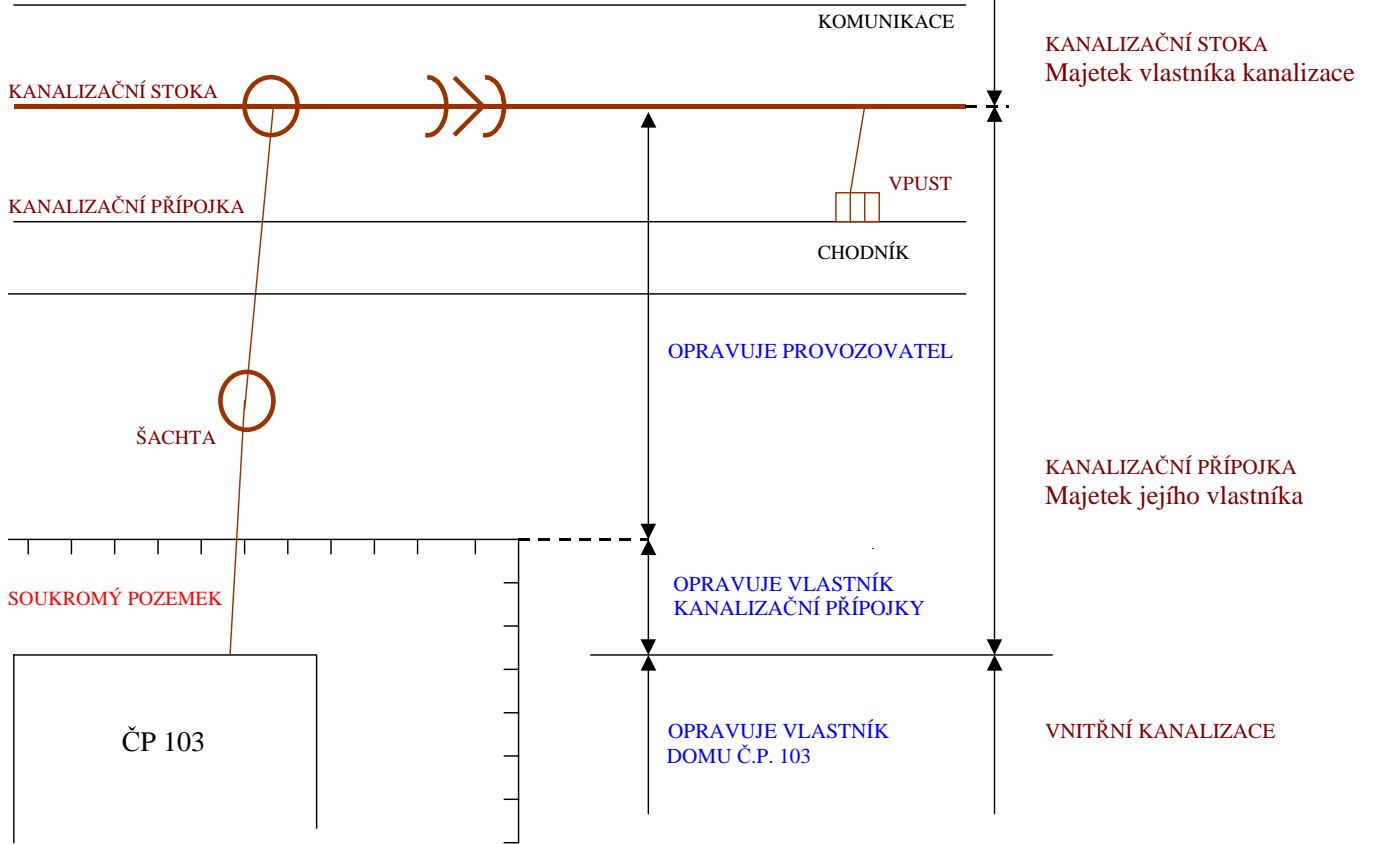 KOMUNIKACE
KANALIZAČNÍ STOKA
Majetek vlastníka kanalizace
KANALIZAČNÍ STOKA
VPUST
KANALIZAČNÍ PŘÍPOJKA
CHODNÍK
OPRAVUJE PROVOZOVATEL
ŠACHTA
KANALIZAČNÍ PŘÍPOJKA
Majetek jejího vlastníka
SOUKROMÝ POZEMEK
OPRAVUJE VLASTNÍK
KANALIZAČNÍ PŘÍPOJKY
ČP 103
OPRAVUJE VLASTNÍK
DOMU Č.P. 103
VNITŘNÍ KANALIZACE